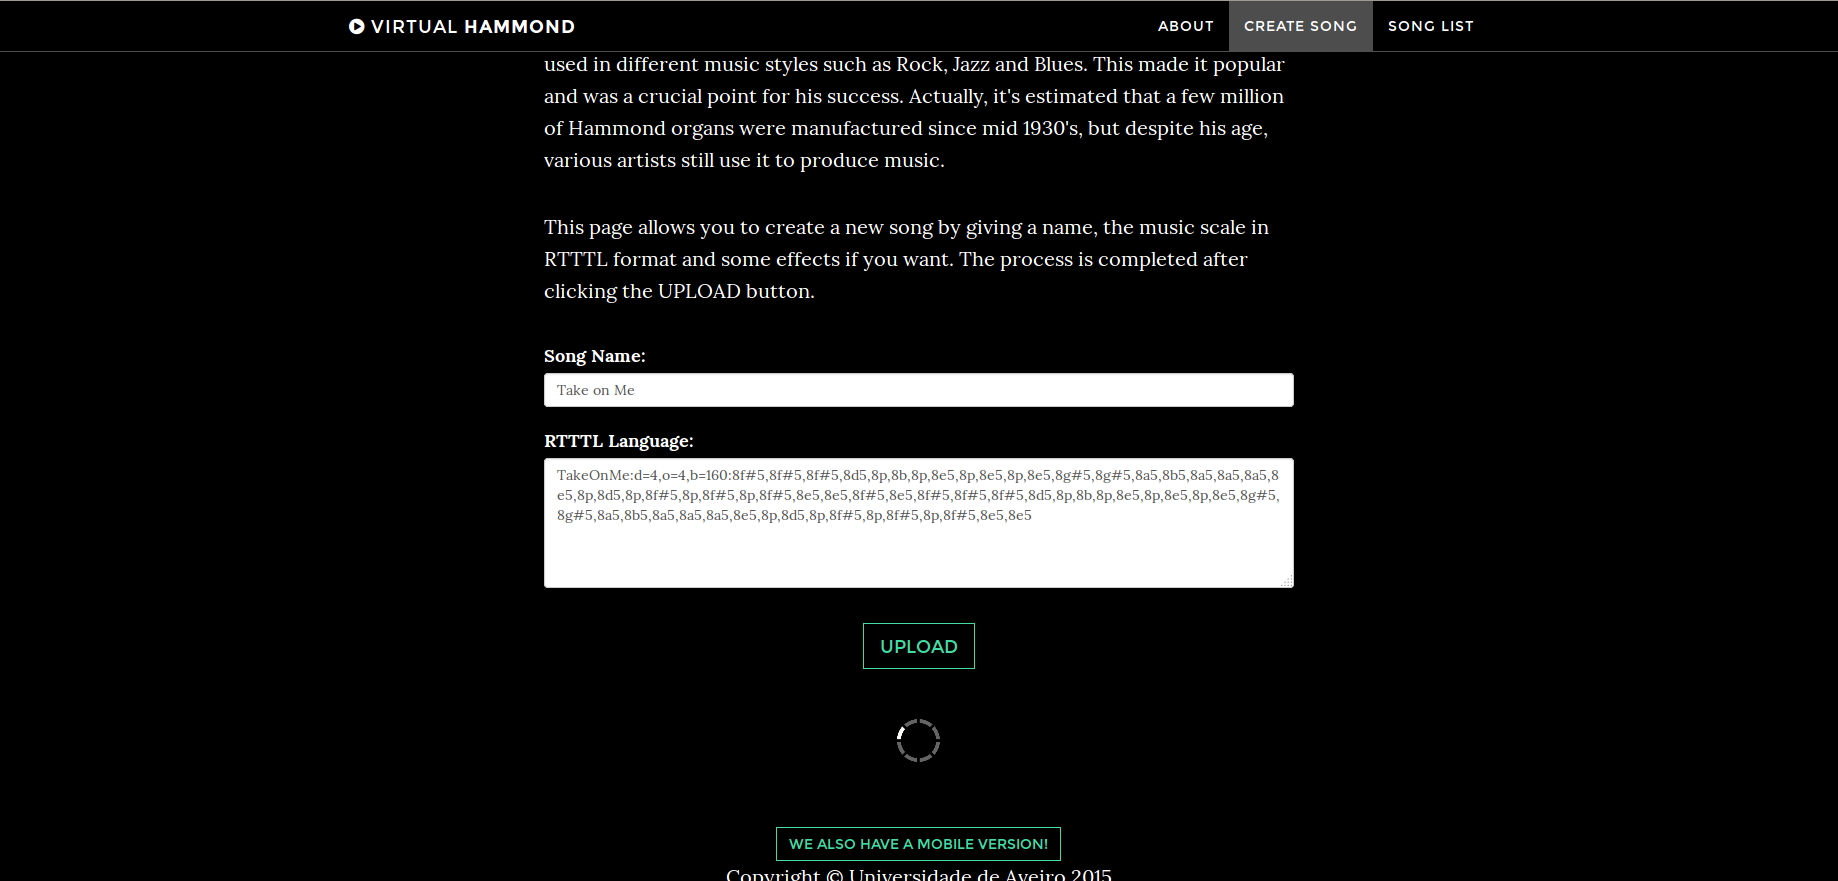 VIRTUAL HAMMOND
ABOUT
CREATE SONG
SONG LIST
used in different music styles such as Rock, Jazz and Blues. This made it popular
and was a crucial point for his success. Actually, it's estimated that a few million
of Hammond organs were manufactured since mid 1930's, but despite his age,
various artists still use it to produce music.
This page allows you to create a new song by giving a name, the music scale in
RTTTL format and some effects if you want. The process is completed after
clicking the UPLOAD button.
Song Name:
Take on Me
RTTTL Language:
TakeOnMe:d=4,o=4,b=160:8f#5,8f#5,8f#5,8d5,8p,8b,8p,8e5,8p,8e5,8p,8e5,8g#5,8g#5,8a5,8b5,8a5,8a5,8a5,8
e5,8p,8d5,8p,8f#5,8p,8f#5,8p,8f#5,8e5,8e5,8f#5,8e5,8f#5,8f#5,8f#5,8d5,8p,8b,8p,8e5,8p,8e5,8p,8e5,8g#5,
8g#5,8a5,8b5,8a5,8a5,8a5,8e5,8p,8d5,8p,8f#5,8p,8f#5,8p,8f#5,8e5,8e5
UPLOAD
WE ALSO HAVE A MOBILE VERSION!
Copyright © Universidade de Aveiro 2015